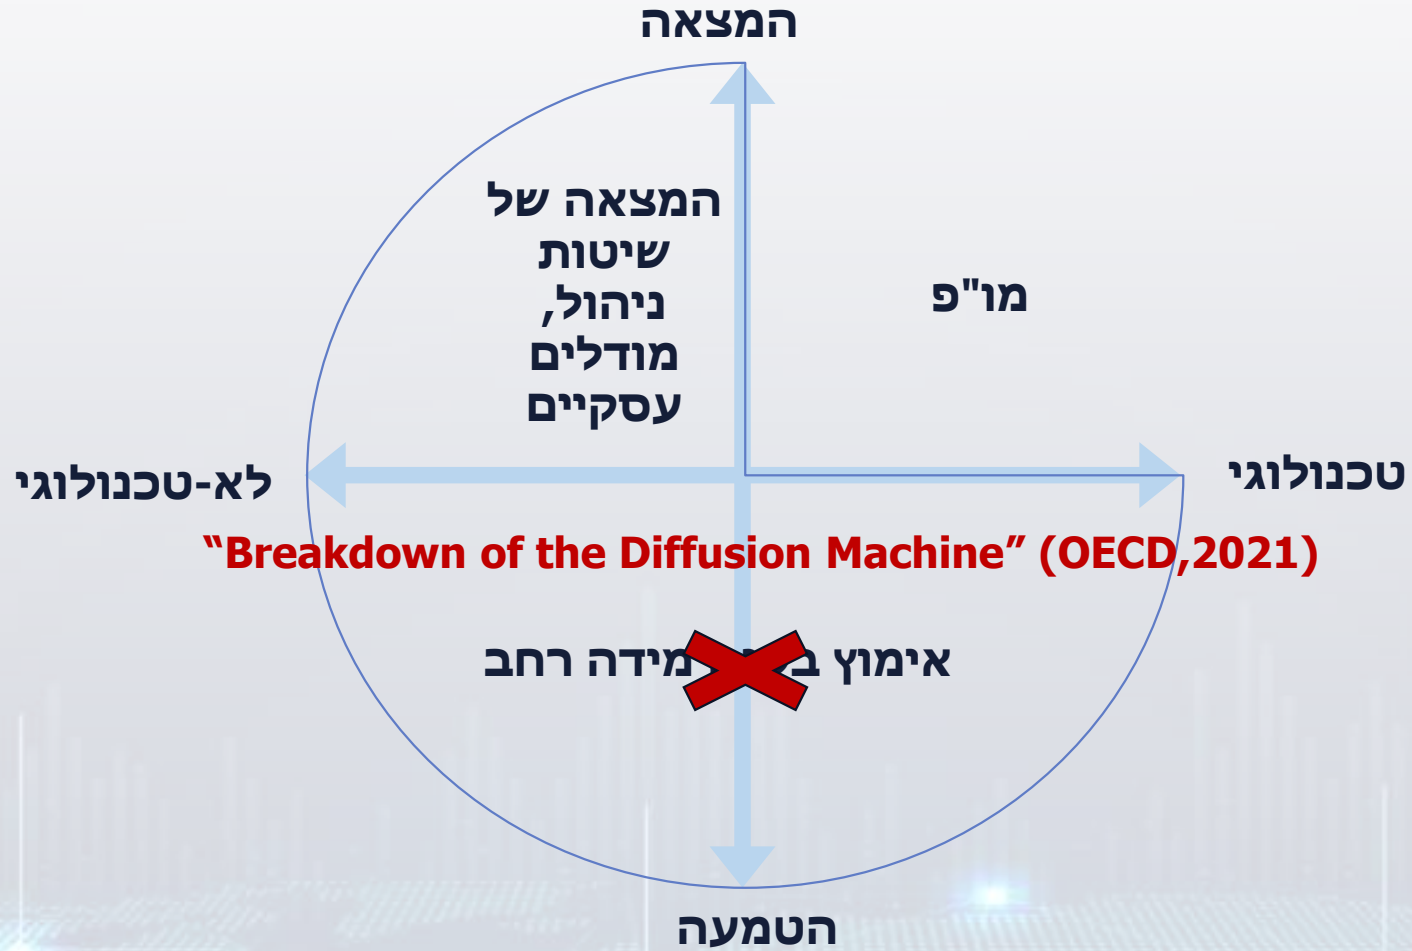 המצאה
המצאה של
שיטות
ניהול,
מודלים
עסקיים
מו"פ
לא-טכנולוגי
טכנולוגי
“Breakdown of the Diffusion Machine” (OECD,2021)
אימוץ מידה רחב
הטמעה